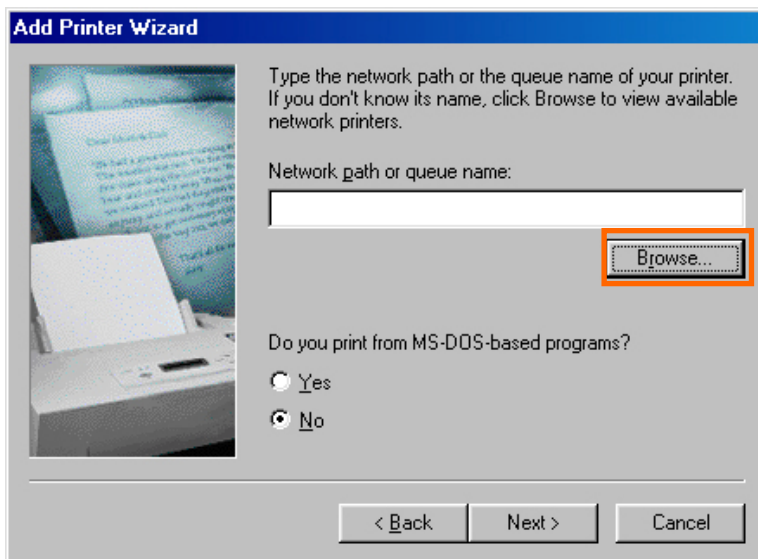 Add Printer Wizard
Type the network path or the queue name of your printer.
If you don't know its name, click Browse to view available
network printers.
Network path or queue name:
Browse...
Do you print from MS-DOS-based programs?
Yes
No
< Back
Next >
Cancel